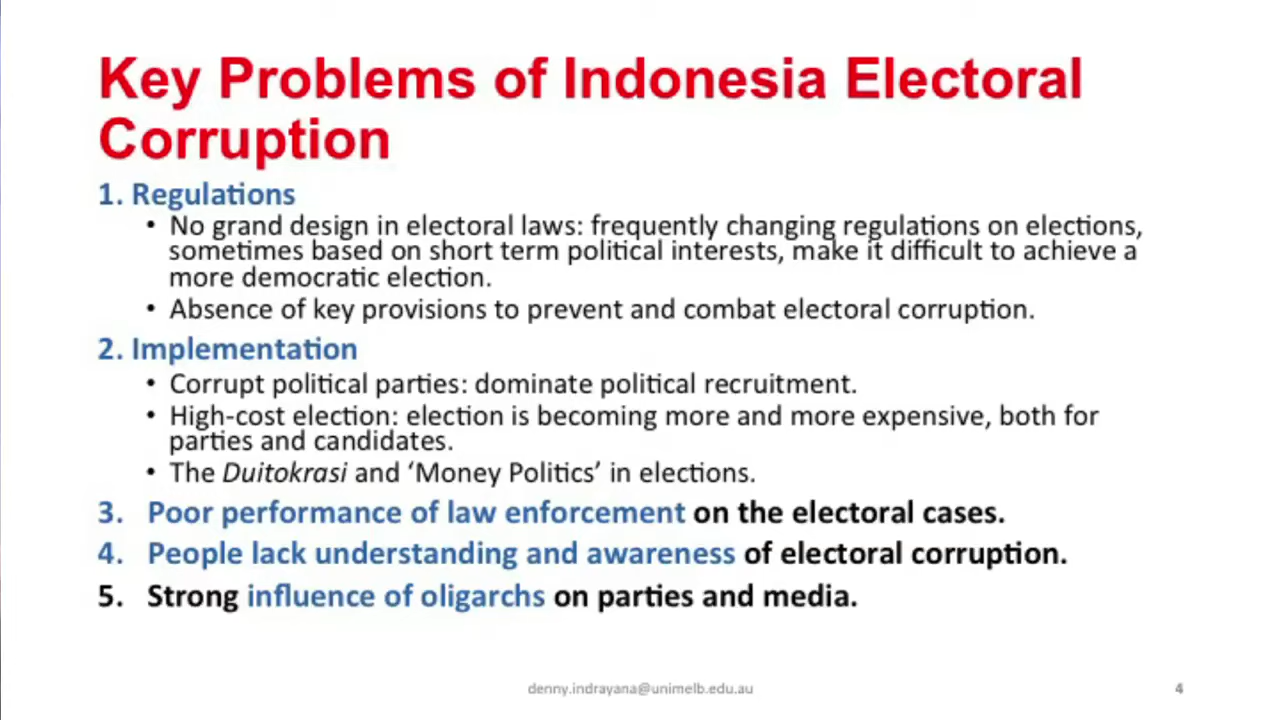 Key Problems of Indonesia Electoral
Corruption
1. Regulations
• No grand design in electoral laws: frequently changing regulations on elections,
sometimes based on short term political interests, make it difficult to achieve a
more democratic election.
• Absence of key provisions to prevent and combat electoral corruption.
2. Implementation
• Corrupt political parties: dominate political recruitment.
• High-cost election: election is becoming more and more expensive, both for
parties and candidates.
• The Duitokrasi and ‘Money Politics’ in elections.
3. Poor performance of law enforcement on the electoral cases.
4. People lack understanding and awareness of electoral corruption.
5. Strong influence of oligarchs on parties and media.
denny.indrayana@unimelb.edu.au
4